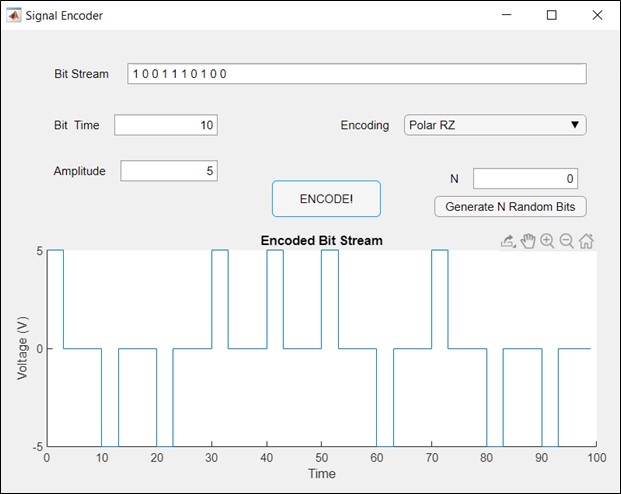 Signal Encoder
Bit Stream 1 0 0 1 1 1 0 1 0 0
Bit Time 10 Encoding Polar RZ
Amplitude 5
N 0
ENCODE!
Generate N Random Bits
Encoded Bit Stream
5
0
-5
Voltage (V)
0 10 20 30 40 50 60 70 80 90 100
Time